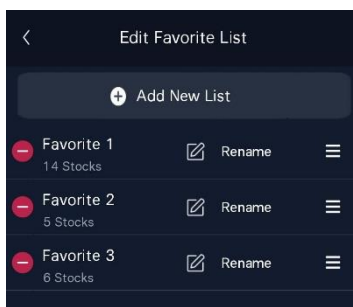 Edit Favorite List
Add New List
Favorite 1
Rename
14 Stocks
Favorite 2
Rename
5 Stocks
Favorite 3
Rename
6 Stocks